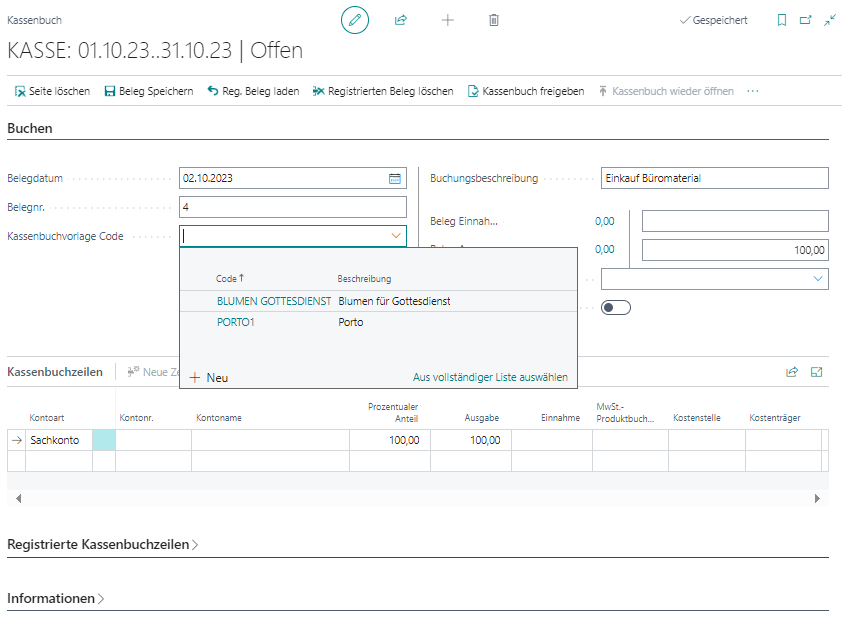 Kassenbuch
Gespeichert
KASSE: 01.10.23..31.10.23 | Offen
Seite löschen Beleg Speichern Reg. Beleg laden Registrierten Beleg löschen Kassenbuch freigeben Kassenbuch wieder öffnen ...
Buchen
Belegdatum 02.10.2023
Buchungsbeschreibung Einkauf Büromaterial
Belegnr. 4
Beleg Einnah... 0,00
Kassenbuchvorlage Code
0,00 100,00
Code ↑ Beschreibung
BLUMEN GOTTESDIENST Blumen für Gottesdienst
PORTO1 Porto
+ Neu Aus vollständiger Liste auswählen
Kassenbuchzeilen Neue Ze
Kontoart Kontonr. Kontoname Prozentualer Anteil Ausgabe Einnahme MwSt.-Produktbuch... Kostenstelle Kostenträger
→ Sachkonto 100,00 100,00
Registrierte Kassenbuchzeilen >
Informationen >